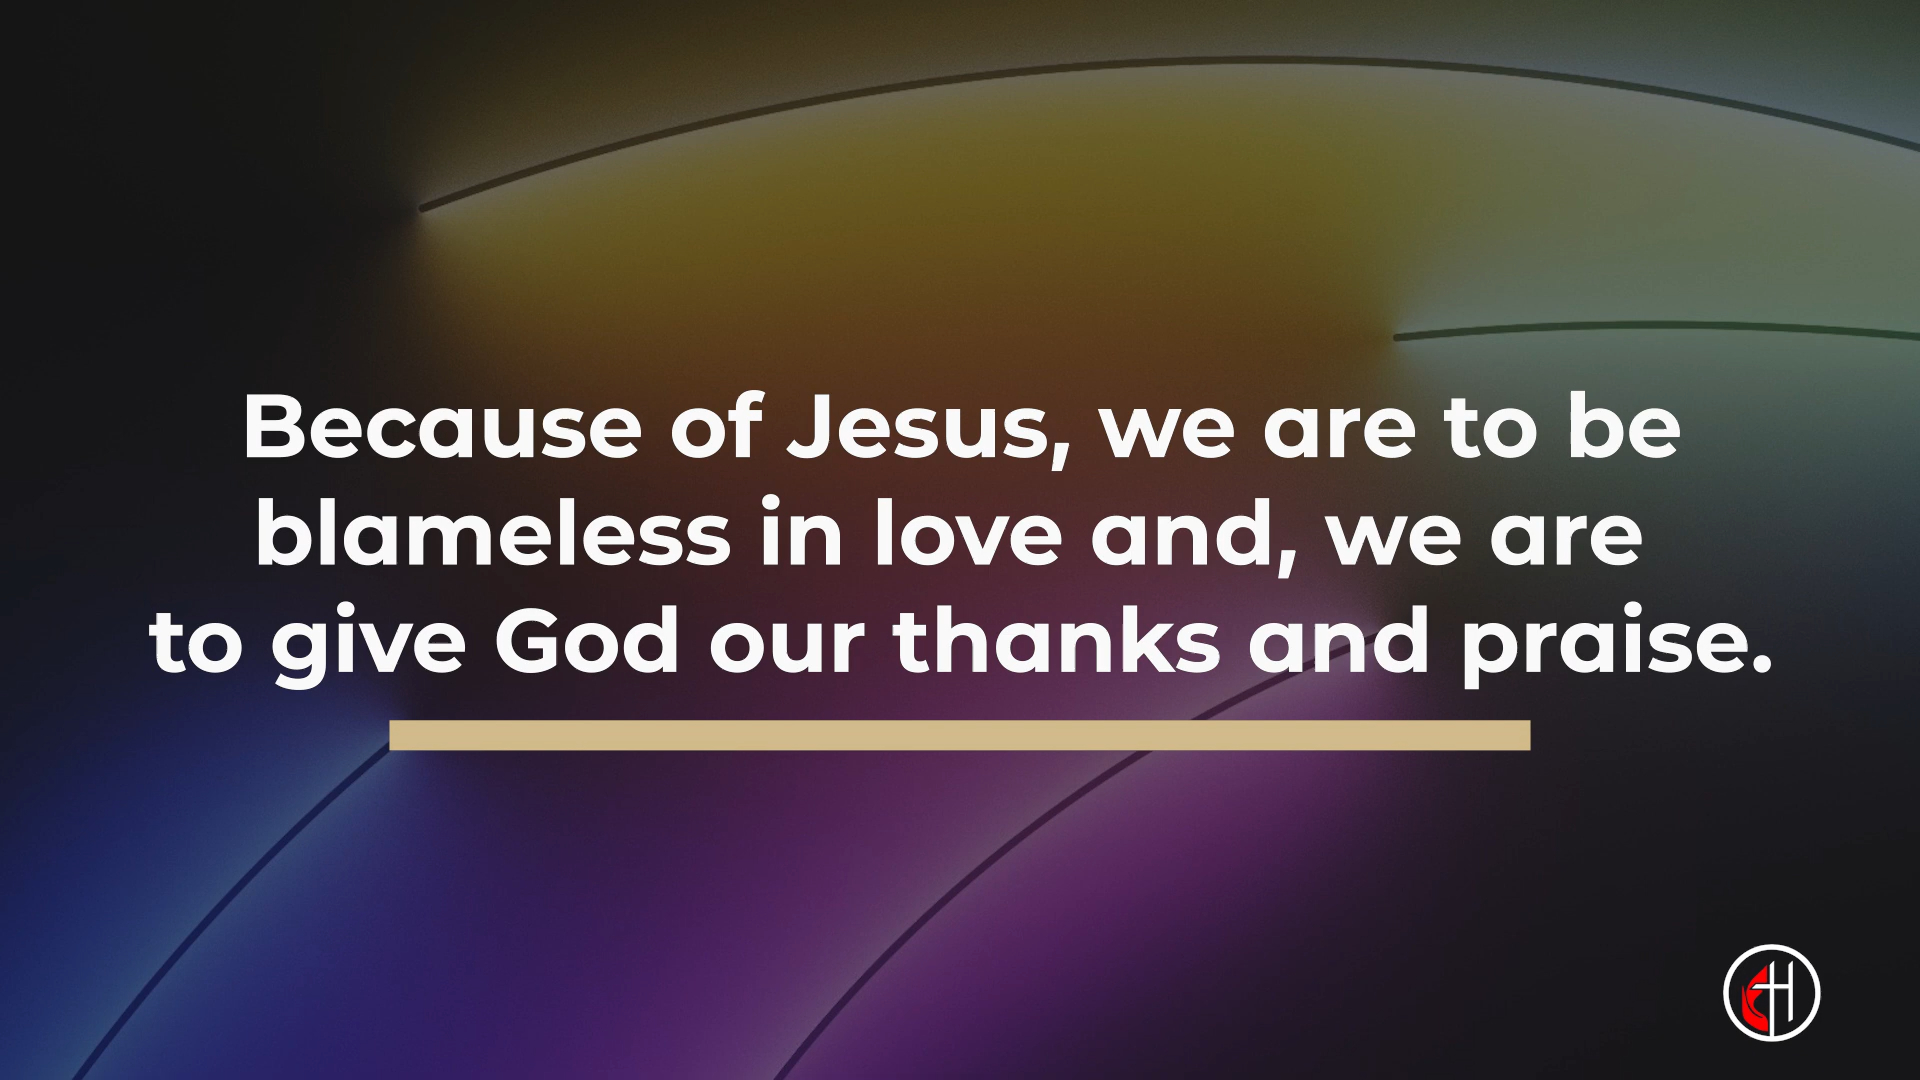 Because of Jesus, we are to be
blameless in love and, we are
to give God our thanks and praise.
H